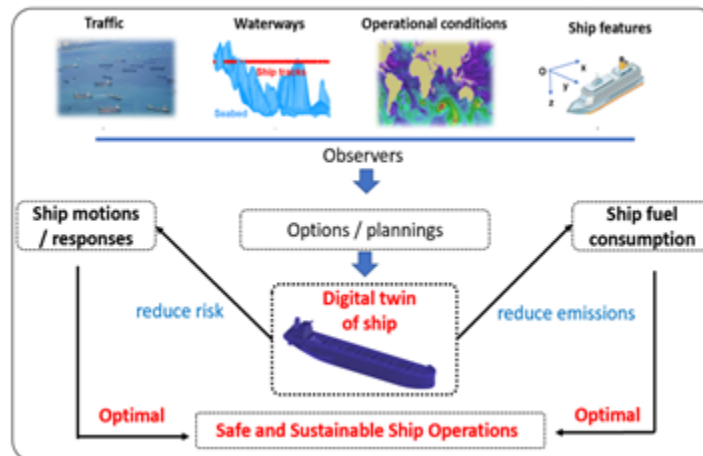 Traffic
Waterways
Operational conditions
Ship features
Ship tracks
Seabed
O
x
y
z
Observers
Ship motions
/ responses
Options / plannings
Ship fuel
consumption
Digital twin
of ship
reduce risk
reduce emissions
Optimal
Optimal
Safe and Sustainable Ship Operations